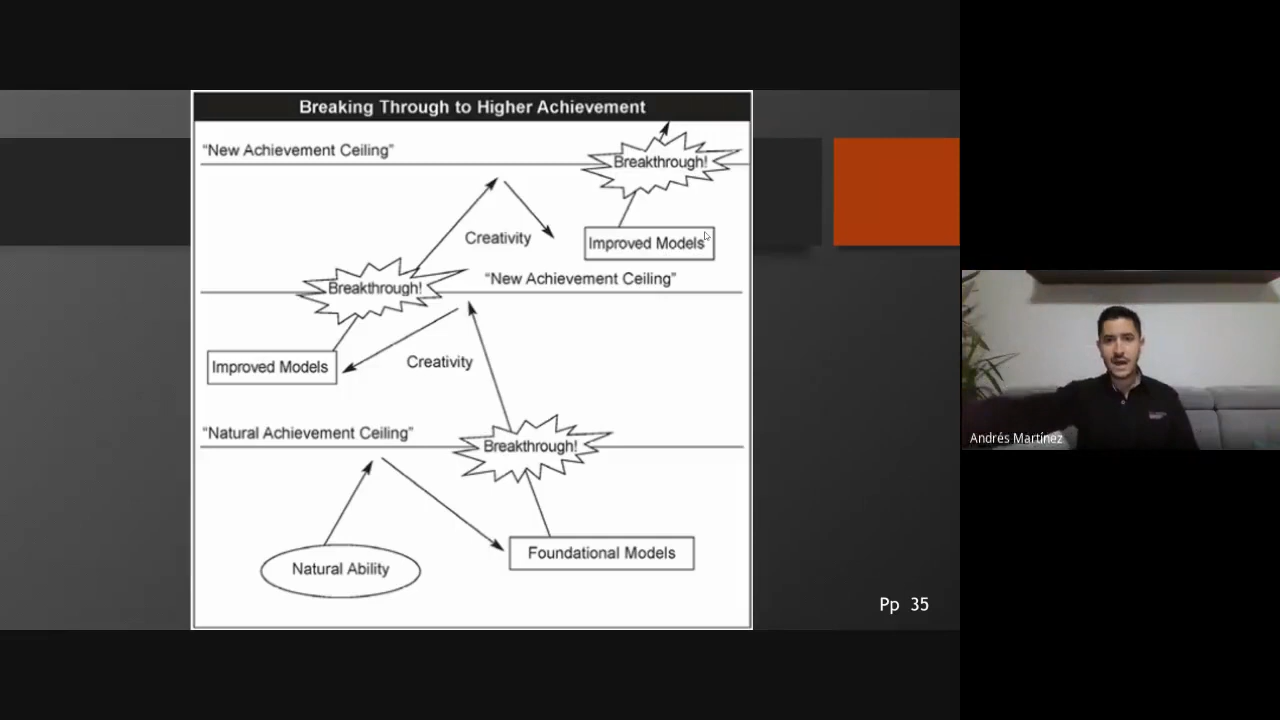 Breaking Through to Higher Achievement
“New Achievement Ceiling”
Breakthrough!
Creativity
Improved Models
“New Achievement Ceiling”
Breakthrough!
Improved Models
Creativity
“Natural Achievement Ceiling”
Breakthrough!
Foundational Models
Natural Ability
Pp 35
Andrés Martínez